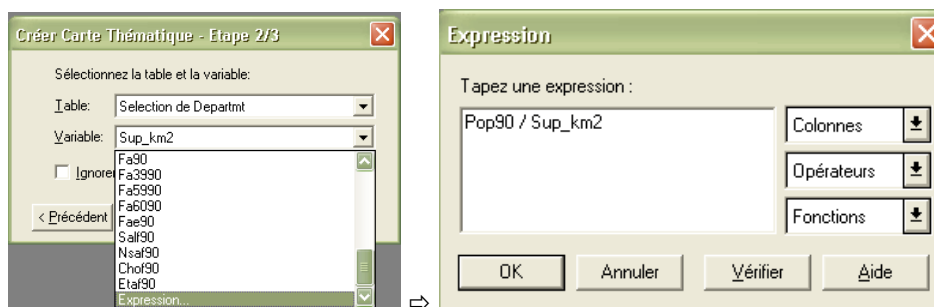 Créer Carte Thématique - Etape 2/3
Sélectionnez la table et la variable:
Table: Selection de Departmt
Variable: Sup_km2
Fa90
Ignorer Fa3990
Fa5990
Fa6090
< Précédent Fae90
Salf90
Nsaf90
Chof90
Etaf90
Expression...
⇨
Expression
Tapez une expression :
Pop90 / Sup_km2
Colonnes
Opérateurs
Fonctions
OK Annuler Vérifier Aide